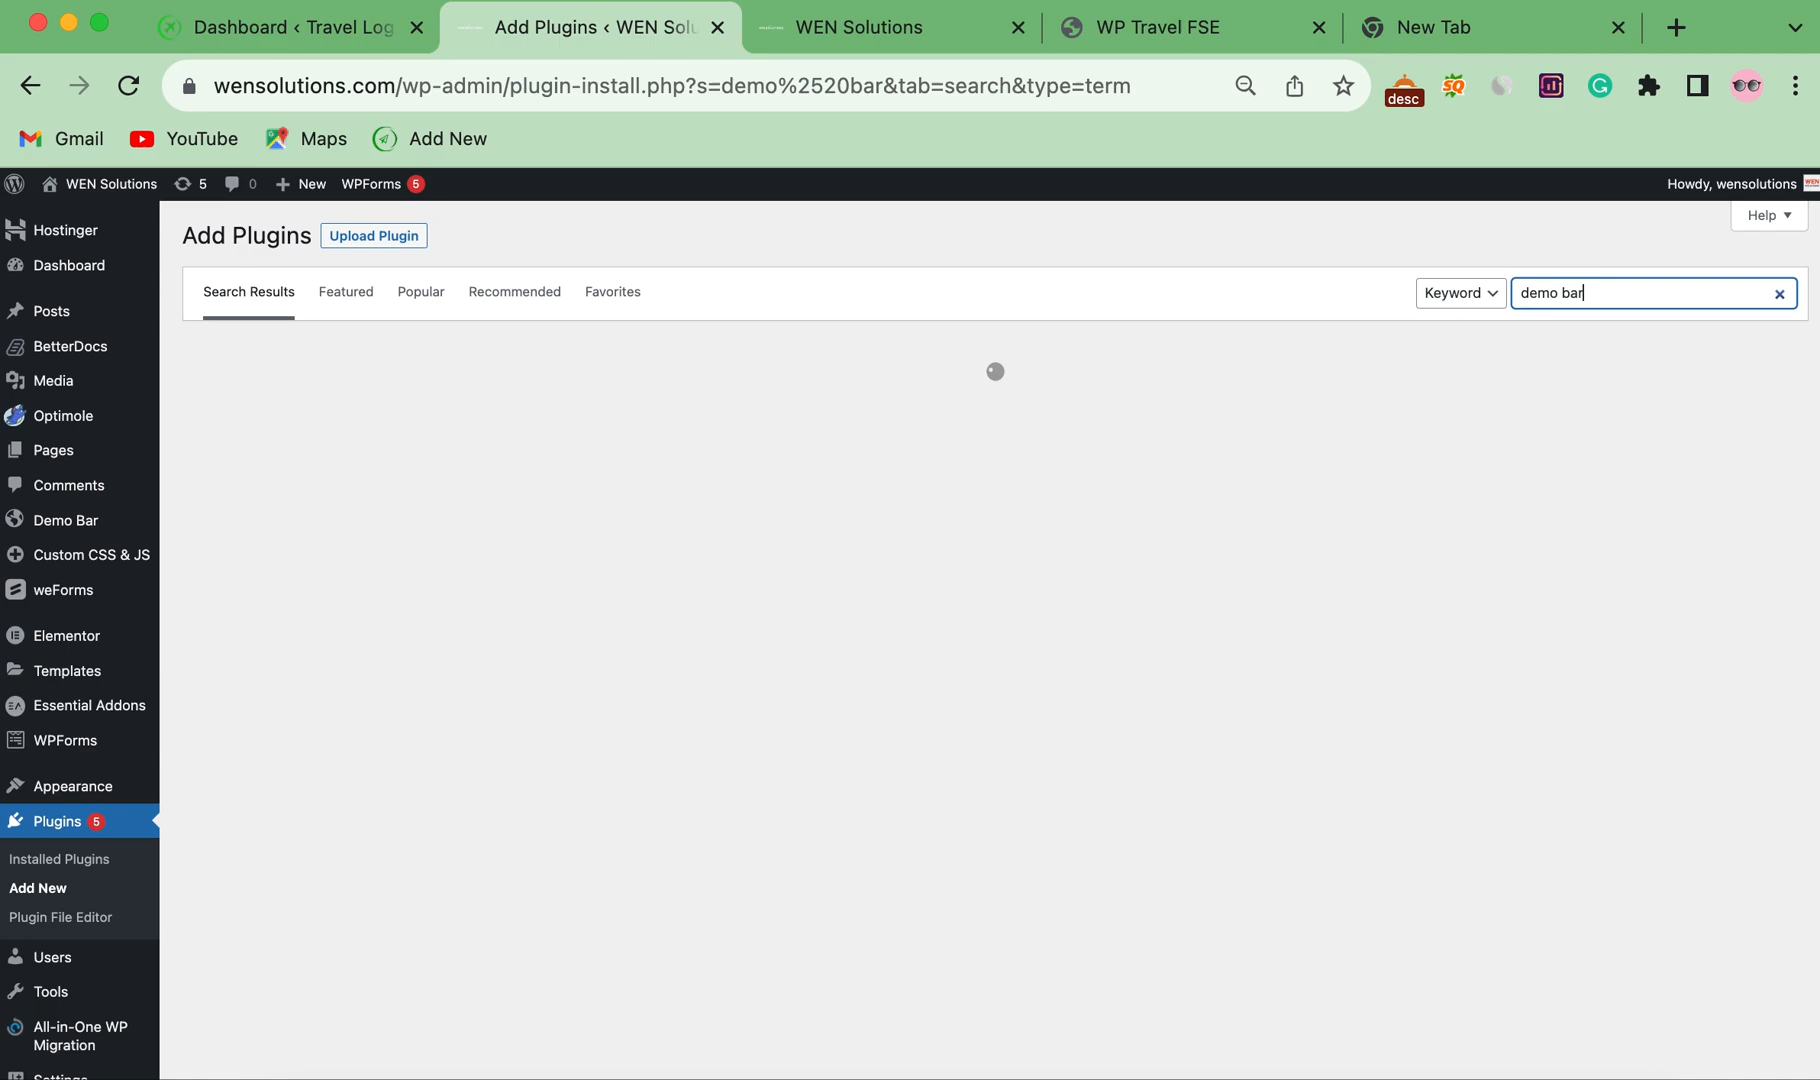 Dashboard ‹ Travel Log
Add Plugins ‹ WEN Solu
WEN Solutions
WP Travel FSE
New Tab
wensolutions.com/wp-admin/plugin-install.php?s=demo%2520bar&tab=search&type=term
desc
SQ
G
Gmail
YouTube
Maps
Add New
WEN Solutions
5
0
New
WPForms 5
Howdy, wensolutions
WEN
Hostinger
Dashboard
Posts
BetterDocs
Media
Optimole
Pages
Comments
Demo Bar
Custom CSS & JS
weForms
Elementor
Templates
Essential Addons
WPForms
Appearance
Plugins 5
Installed Plugins
Add New
Plugin File Editor
Users
Tools
All-in-One WP
Migration
Settings
Add Plugins
Upload Plugin
Help
Search Results
Featured
Popular
Recommended
Favorites
Keyword
demo bar